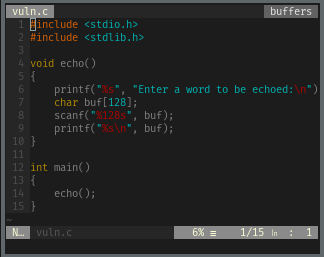 vuln.c buffers
1 #include <stdio.h>
2 #include <stdlib.h>
3
4 void echo()
5 {
6 printf("%s", "Enter a word to be echoed:\n")
7 char buf[128];
8 scanf("%128s", buf);
9 printf("%s\n", buf);
10 }
11
12 int main()
13 {
14 echo();
15 }
~
N… vuln.c 6% ≡ 1/15 ㏑ : 1